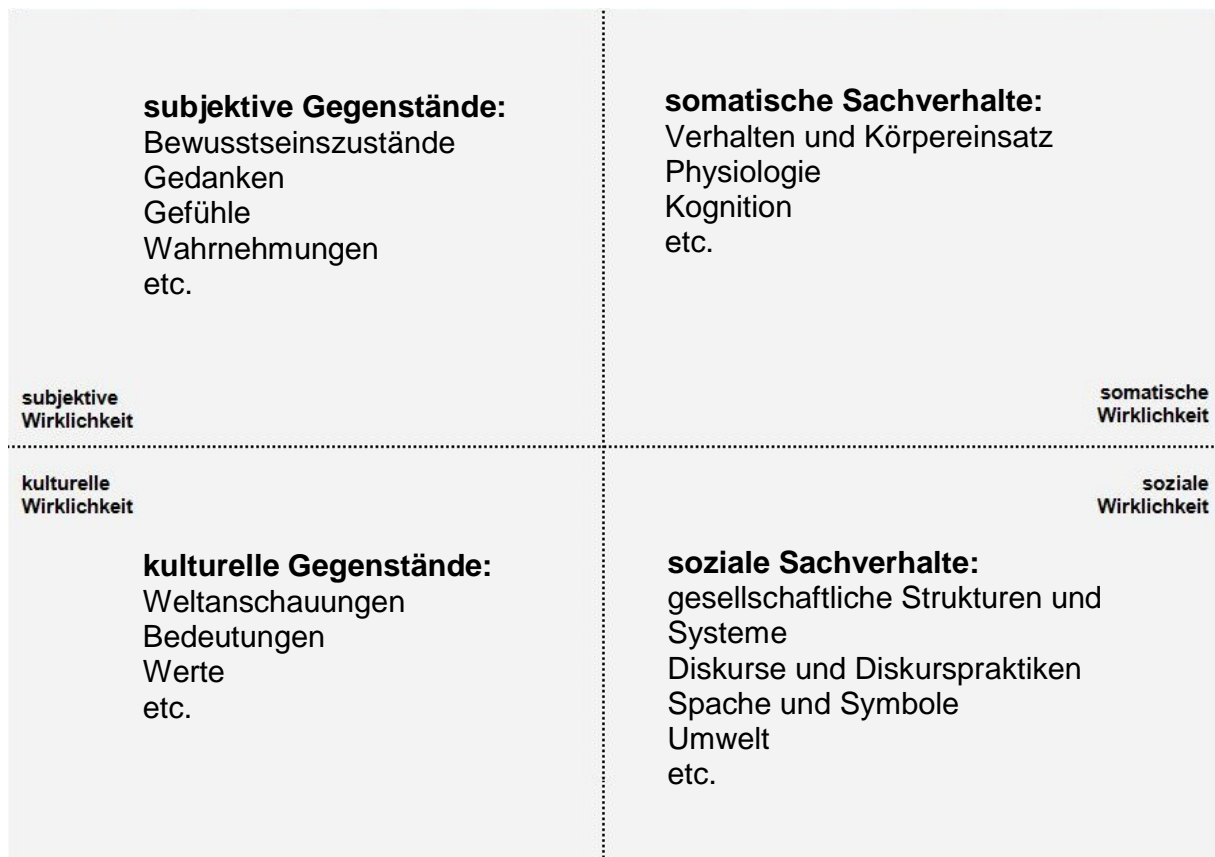 subjektive Gegenstände:
Bewusstseinszustände
Gedanken
Gefühle
Wahrnehmungen
etc.
subjektive
Wirklichkeit
somatische Sachverhalte:
Verhalten und Körpereinsatz
Physiologie
Kognition
etc.
somatische
Wirklichkeit
kulturelle
Wirklichkeit
kulturelle Gegenstände:
Weltanschauungen
Bedeutungen
Werte
etc.
soziale
Wirklichkeit
soziale Sachverhalte:
gesellschaftliche Strukturen und
Systeme
Diskurse und Diskurspraktiken
Spache und Symbole
Umwelt
etc.